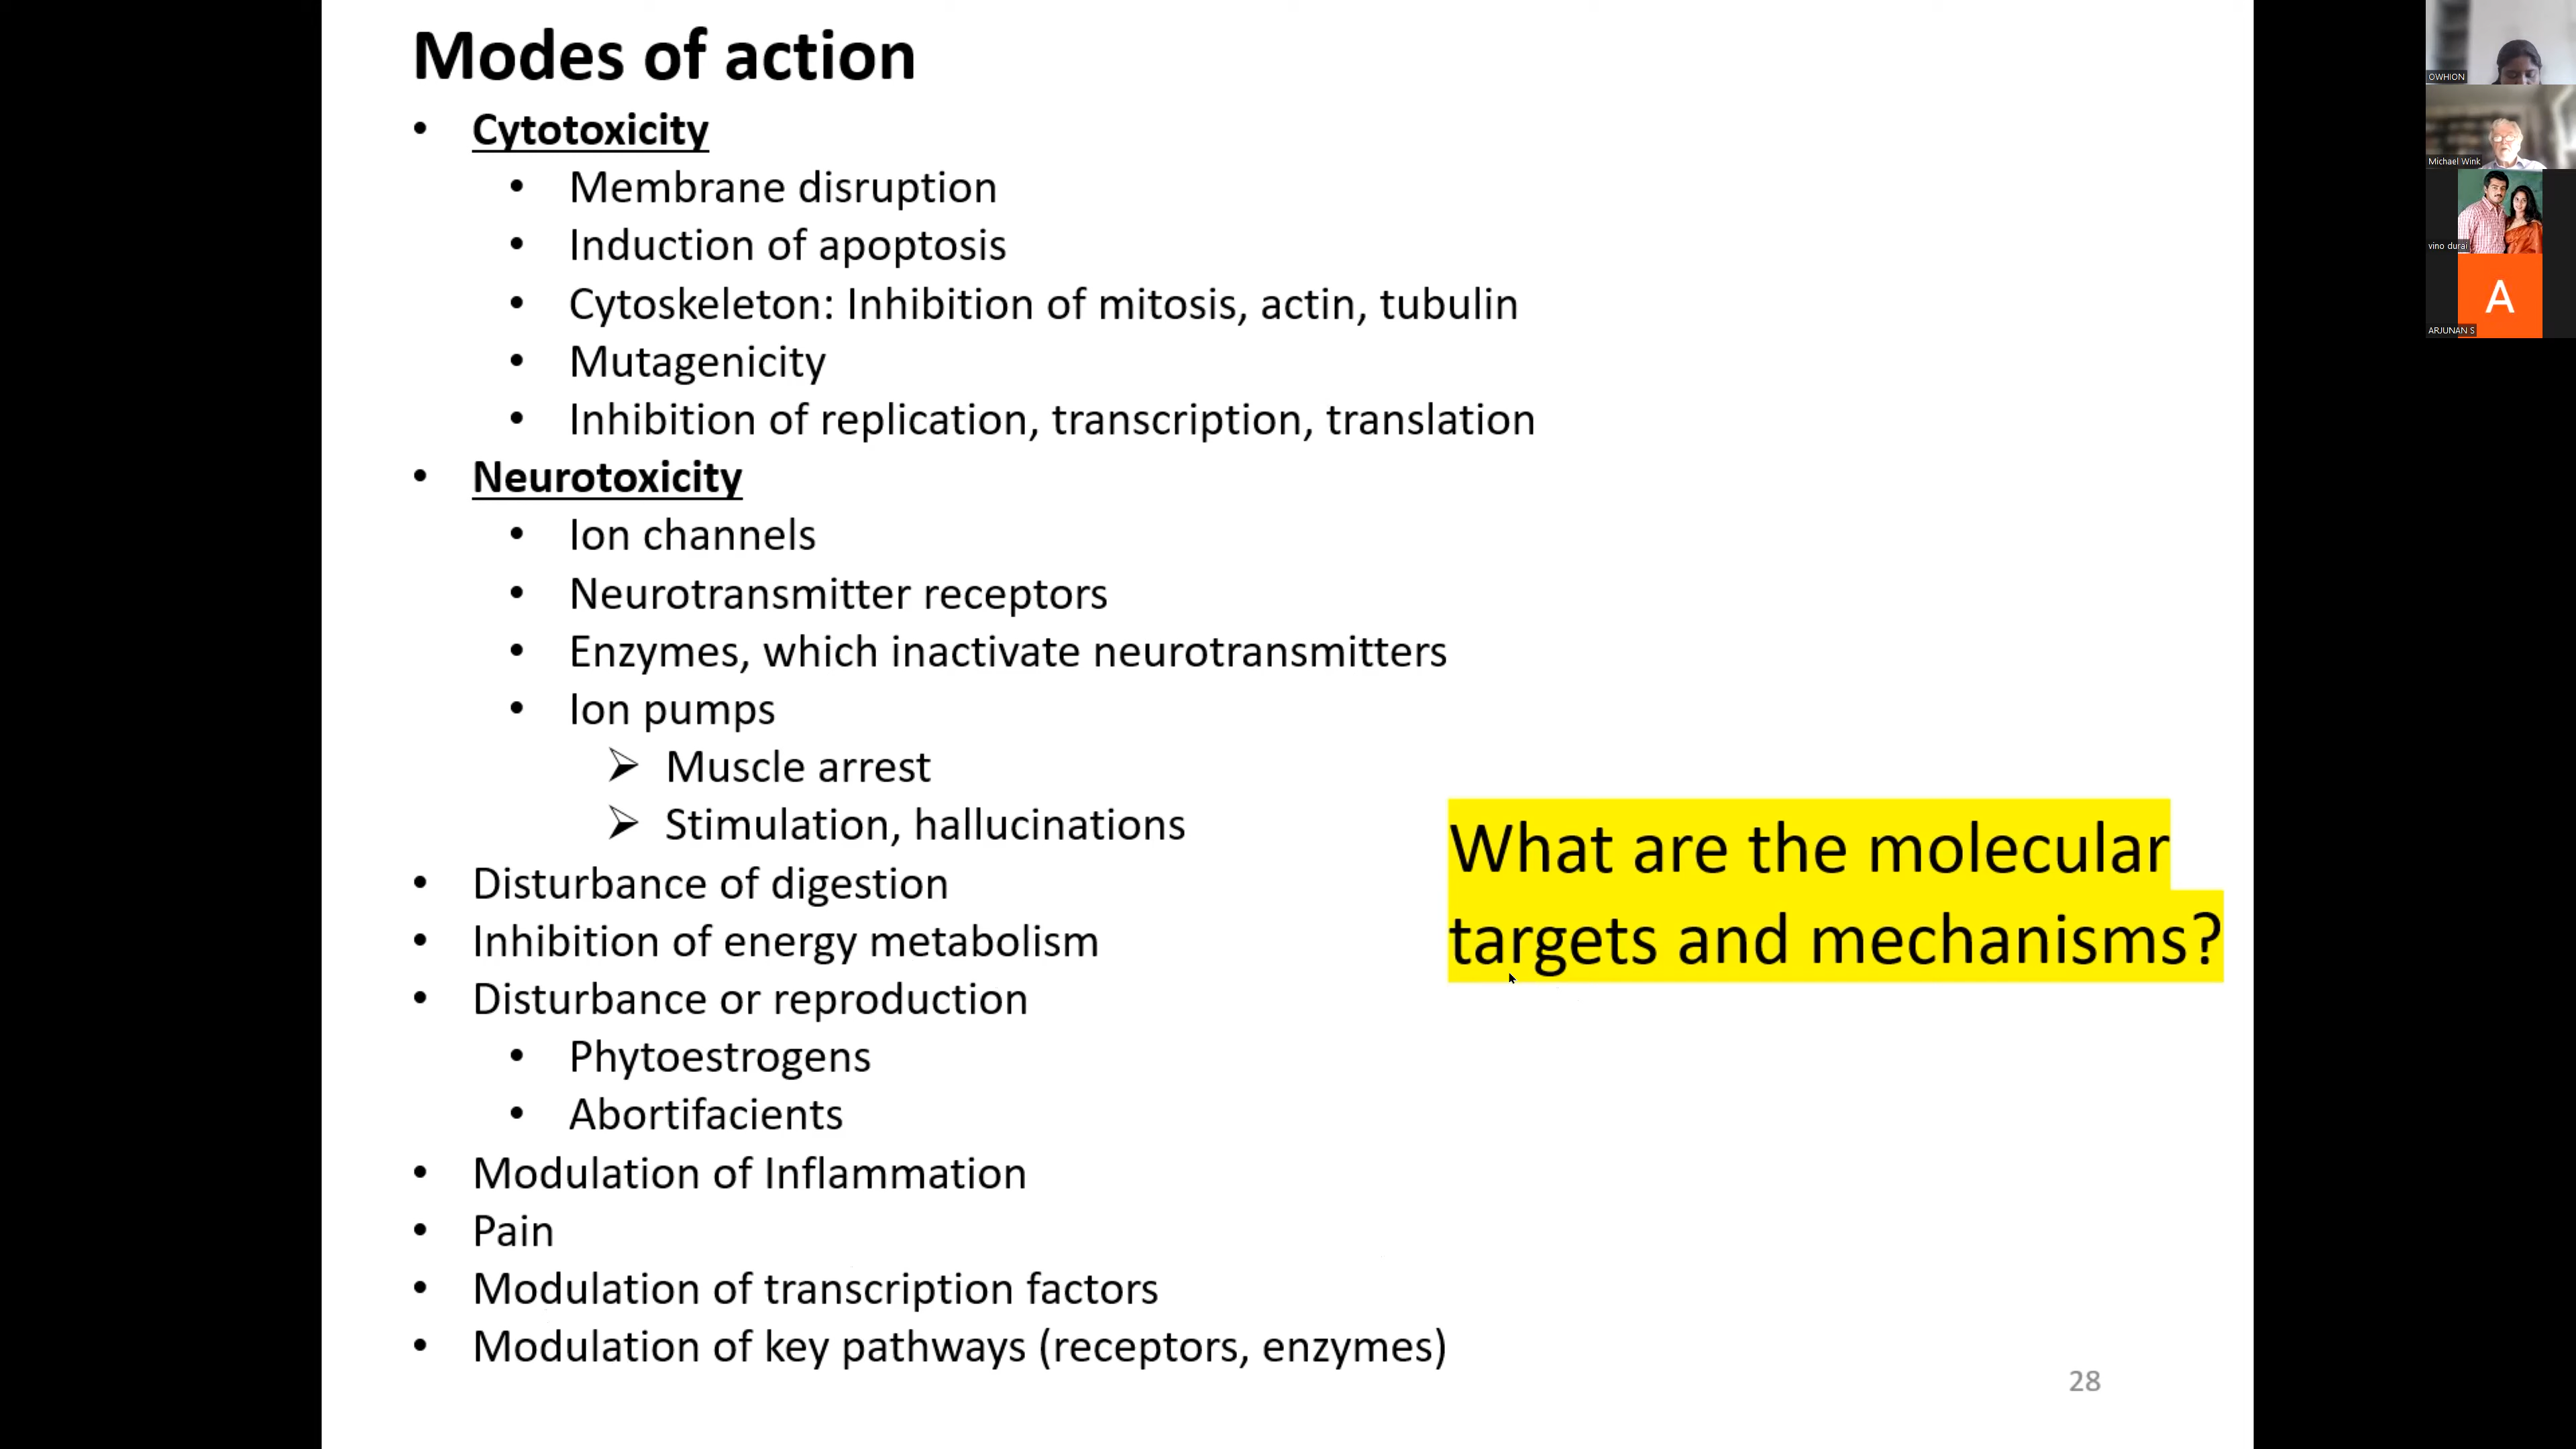 Modes of action
• Cytotoxicity
• Membrane disruption
• Induction of apoptosis
• Cytoskeleton: Inhibition of mitosis, actin, tubulin
• Mutagenicity
• Inhibition of replication, transcription, translation
• Neurotoxicity
• Ion channels
• Neurotransmitter receptors
• Enzymes, which inactivate neurotransmitters
• Ion pumps
➢ Muscle arrest
➢ Stimulation, hallucinations
• Disturbance of digestion
• Inhibition of energy metabolism
• Disturbance or reproduction
• Phytoestrogens
• Abortifacients
• Modulation of Inflammation
• Pain
• Modulation of transcription factors
• Modulation of key pathways (receptors, enzymes)
What are the molecular
targets and mechanisms?
28
OWHION
Michael Wink
vino durai
A
ARJUNAN S